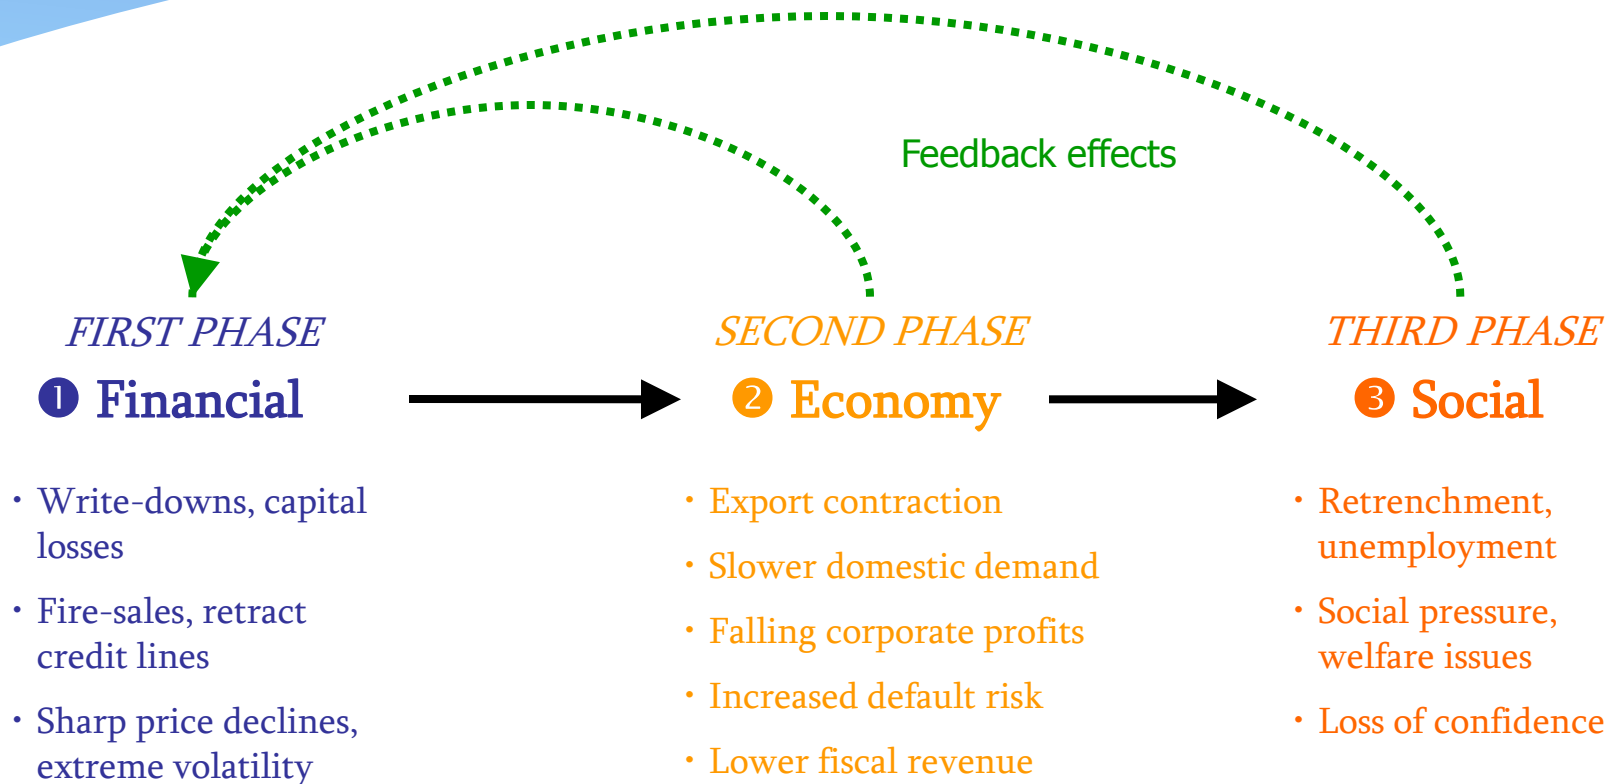 Feedback effects
FIRST PHASE
❶ Financial
• Write-downs, capital
losses
• Fire-sales, retract
credit lines
• Sharp price declines,
extreme volatility
SECOND PHASE
❷ Economy
• Export contraction
• Slower domestic demand
• Falling corporate profits
• Increased default risk
• Lower fiscal revenue
THIRD PHASE
❸ Social
• Retrenchment,
unemployment
• Social pressure,
welfare issues
• Loss of confidence